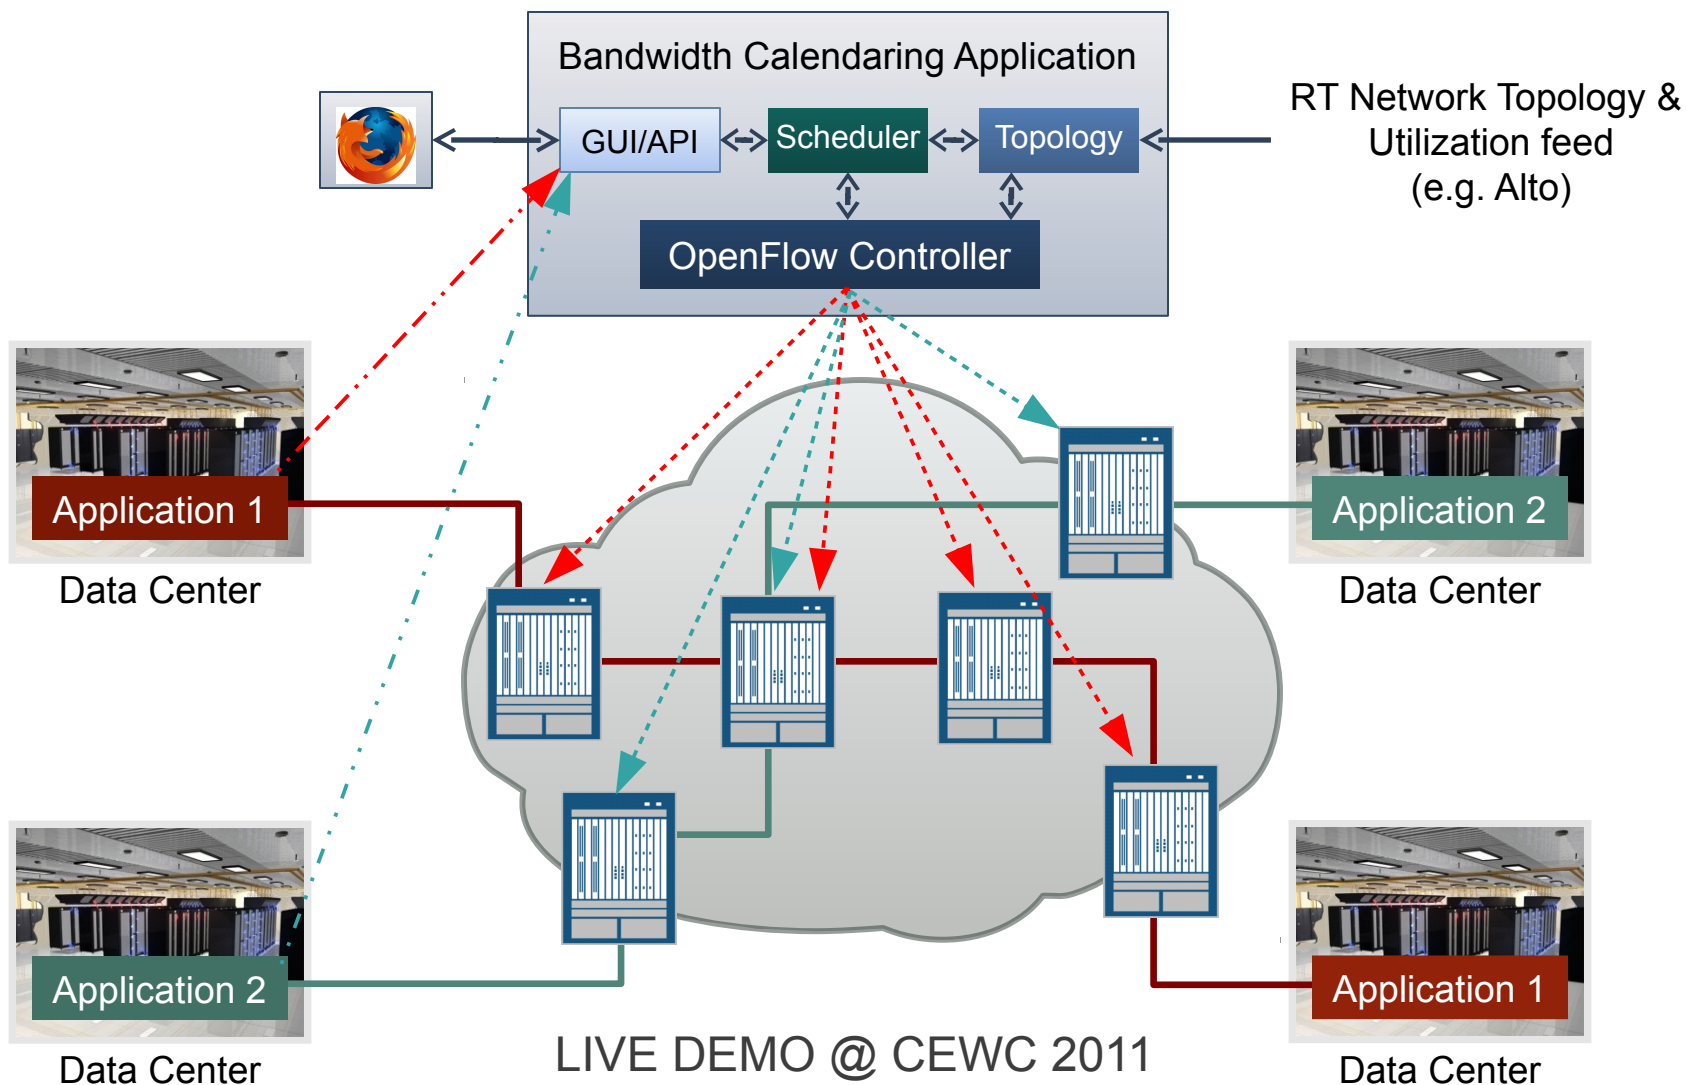 Bandwidth Calendaring Application
GUI/API
Scheduler
Topology
RT Network Topology &
Utilization feed
(e.g. Alto)
OpenFlow Controller
Application 1
Data Center
Application 2
Data Center
Application 2
Data Center
Application 1
Data Center
LIVE DEMO @ CEWC 2011